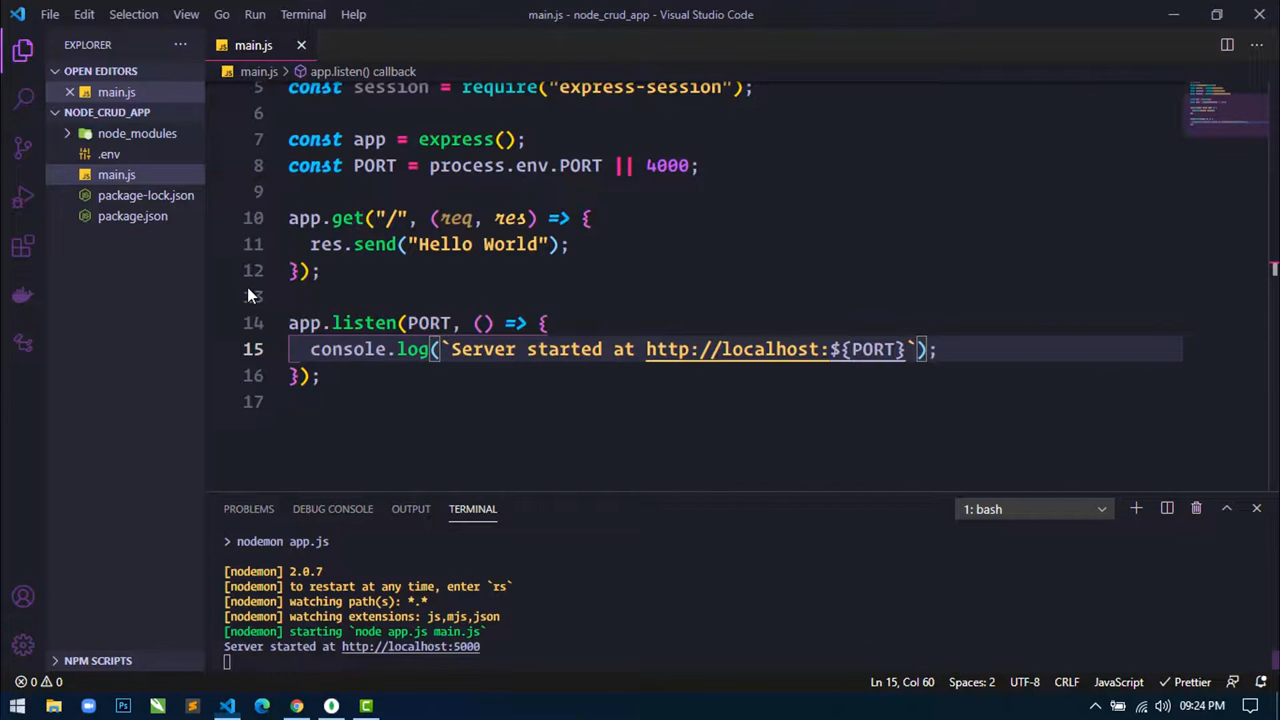 File Edit Selection View Go Run Terminal Help main.js - node_crud_app - Visual Studio Code
EXPLORER
main.js
OPEN EDITORS
main.js
NODE_CRUD_APP
node_modules
.env
main.js
package-lock.json
package.json
NPM SCRIPTS
main.js > app.listen() callback
5 const session = require("express-session");
6
7 const app = express();
8 const PORT = process.env.PORT || 4000;
9
10 app.get("/", (req, res) => {
11 res.send("Hello World");
12 });
13
14 app.listen(PORT, () => {
15 console.log(`Server started at http://localhost:${PORT}`);
16 });
17
PROBLEMS DEBUG CONSOLE OUTPUT TERMINAL 1: bash
> nodemon app.js
[nodemon] 2.0.7
[nodemon] to restart at any time, enter `rs`
[nodemon] watching path(s): *.*
[nodemon] watching extensions: js,mjs,json
[nodemon] starting `node app.js main.js`
Server started at http://localhost:5000
0 0 Ln 15, Col 60 Spaces: 2 UTF-8 CRLF JavaScript Prettier
Ps 09:24 PM